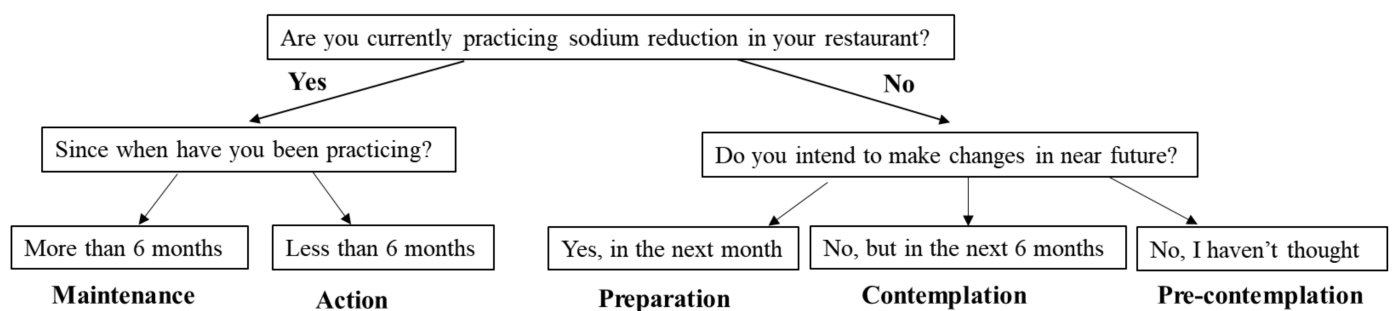 Are you currently practicing sodium reduction in your restaurant?
Yes
No
Since when have you been practicing?
Do you intend to make changes in near future?
More than 6 months
Less than 6 months
Yes, in the next month
No, but in the next 6 months
No, I haven’t thought
Maintenance
Action
Preparation
Contemplation
Pre-contemplation